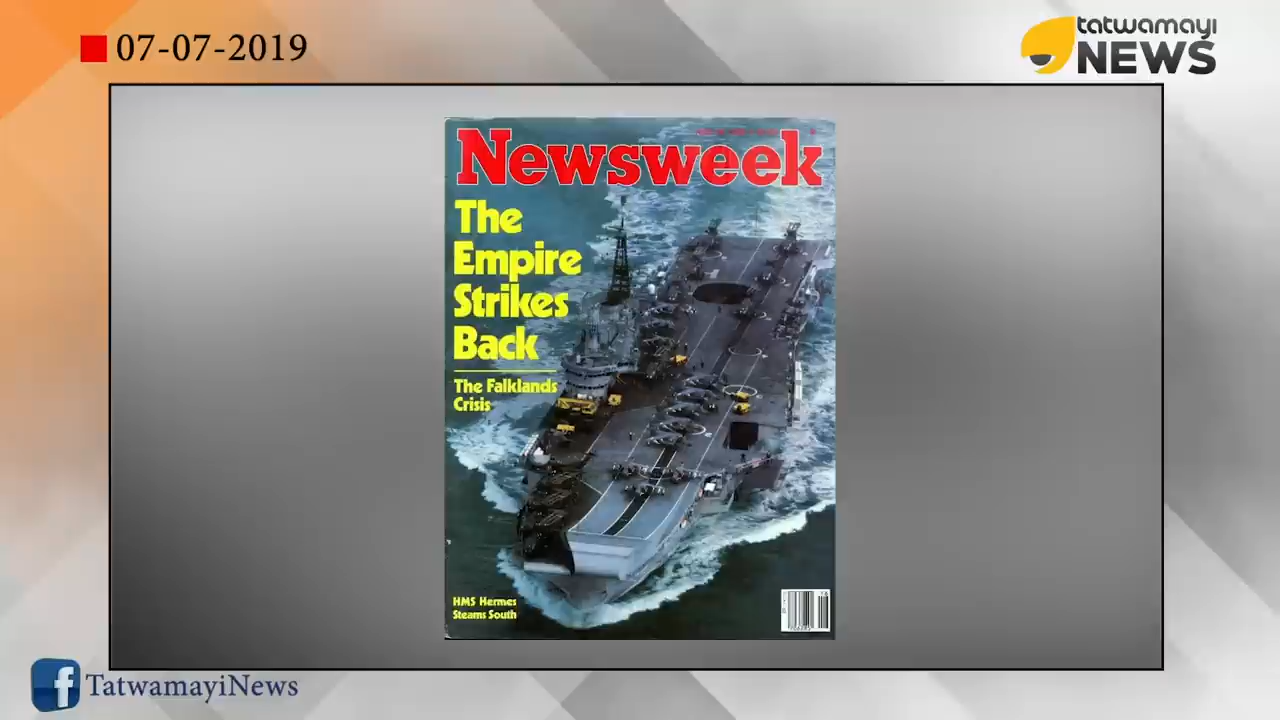 07-07-2019
tatwamayi
NEWS
Newsweek
The
Empire
Strikes
Back
The Falklands
Crisis
HMS Hermes
Steams South
f
TatwamayiNews